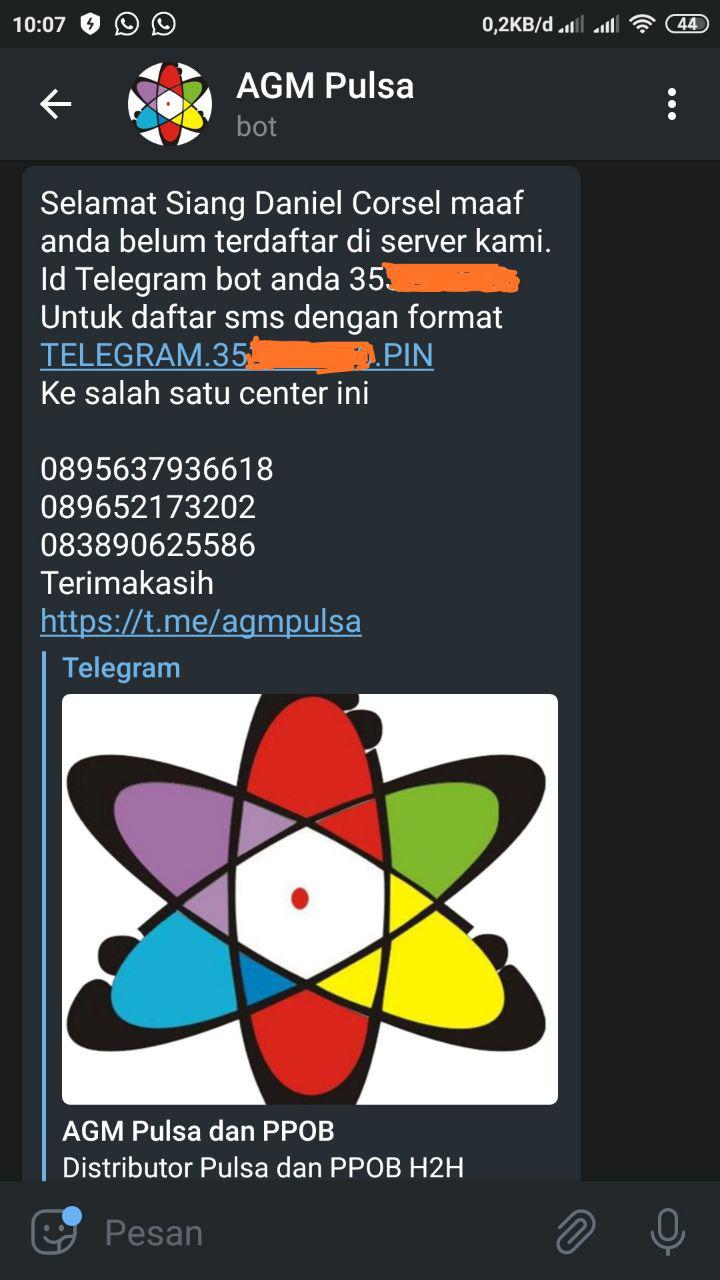 10:07
0,2KB/d
44
AGM Pulsa
bot
Selamat Siang Daniel Corsel maaf
anda belum terdaftar di server kami.
Id Telegram bot anda 35
Untuk daftar sms dengan format
TELEGRAM.35 .PIN
Ke salah satu center ini
0895637936618
089652173202
083890625586
Terimakasih
https://t.me/agmpulsa
Telegram
AGM Pulsa dan PPOB
Distributor Pulsa dan PPOB H2H
Pesan